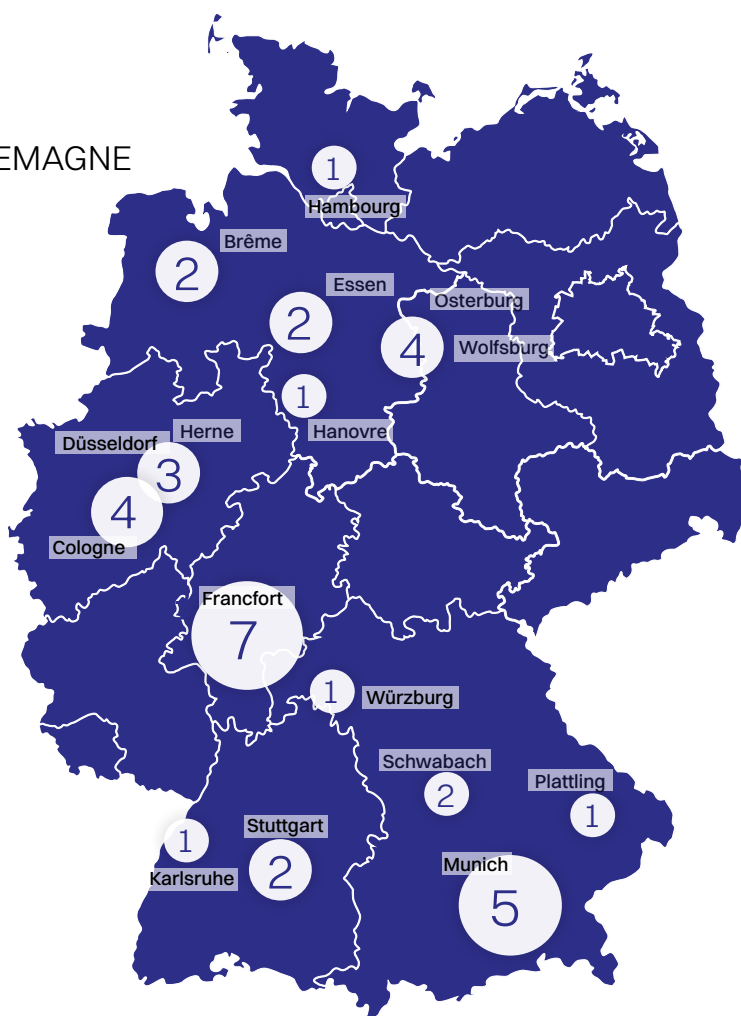 EMAGNE
1
Hambourg
Brême
2
Essen
2
Osterburg
4
Wolfsburg
1
Hanovre
Herne
Düsseldorf
3
4
Cologne
Francfort
7
1
Würzburg
Schwabach
2
Plattling
1
Stuttgart
2
1
Karlsruhe
Munich
5